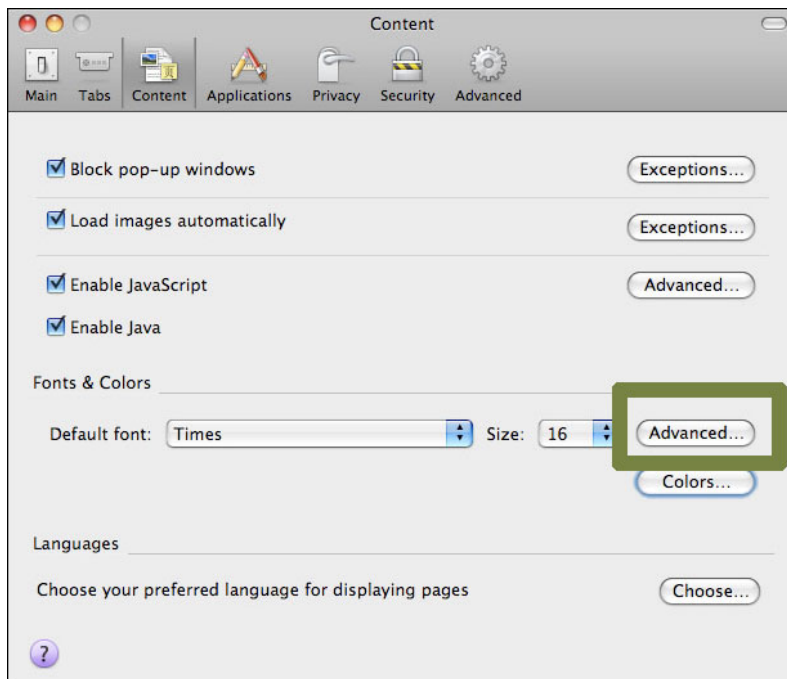 Content
Main Tabs Content Applications Privacy Security Advanced
Block pop-up windows Exceptions...
Load images automatically Exceptions...
Enable JavaScript Advanced...
Enable Java
Fonts & Colors
Default font: Times Size: 16 Advanced...
Colors...
Languages
Choose your preferred language for displaying pages Choose...
?